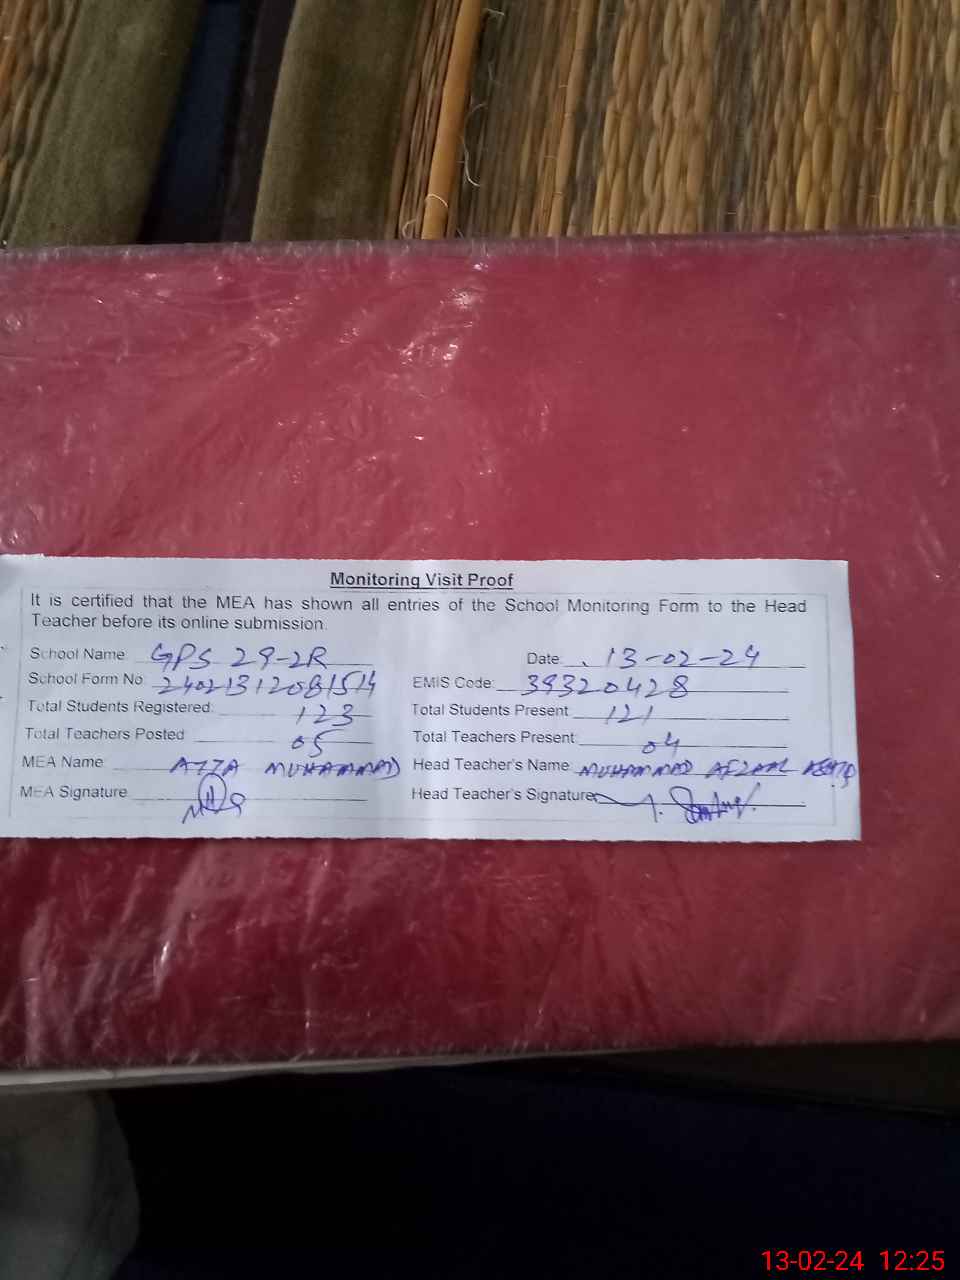 Monitoring Visit Proof
It is certified that the MEA has shown all entries of the School Monitoring Form to the Head
Teacher before its online submission.
School Name: GPS 29-2R Date: 13-02-24
School Form No: 24021312081514 EMIS Code: 39320428
Total Students Registered: 123 Total Students Present: 121
Total Teachers Posted 05 Total Teachers Present: 04
MEA Name: MUHAMMAD Head Teacher's Name: MUHAMMAD AFZAAL
MEA Signature Head Teacher's Signature
13-02-24 12:25